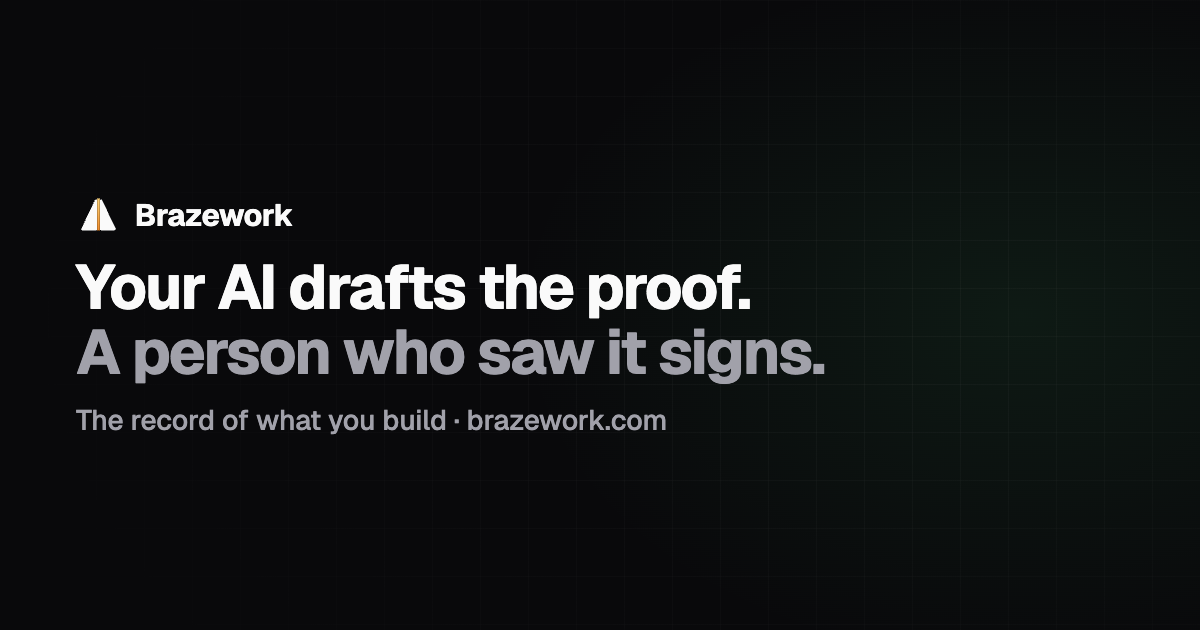 Brazework
Your AI drafts the proof.
A person who saw it signs.
The record of what you build · brazework.com